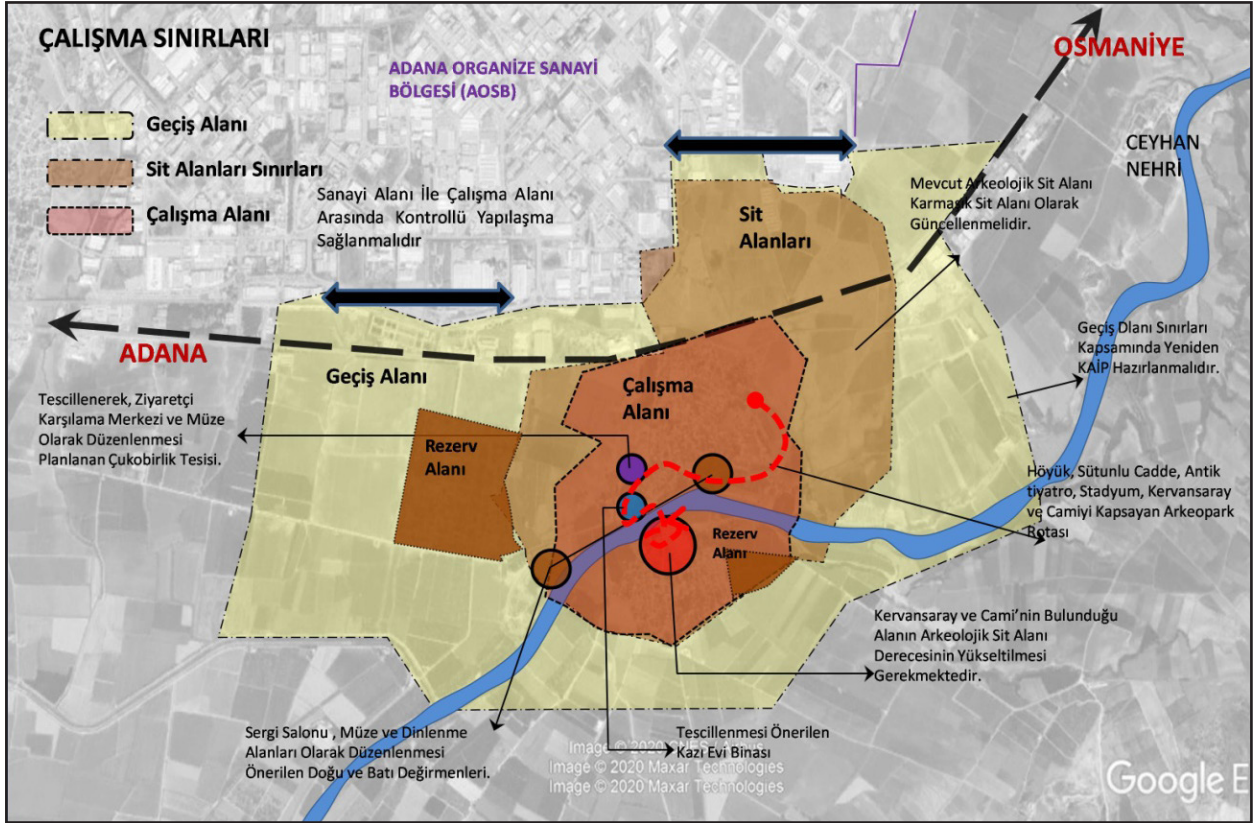 ÇALIŞMA SINIRLARI
ADANA ORGANİZE SANAYİ
BÖLGESİ (AOSB)
OSMANİYE
Geçiş Alanı
Sit Alanları Sınırları
Çalışma Alanı
Sanayi Alanı İle Çalışma Alanı
Arasında Kontrollü Yapılaşma
Sağlanmalıdır
CEYHAN
NEHRİ
Mevcut Arkeolojik Sit Alanı
Karmaşık Sit Alanı Olarak
Güncellenmelidir.
Sit
Alanları
ADANA
Geçiş Alanı
Çalışma
Alanı
Geçiş Dlanı Sınırları
Kapsamında Yeniden
KAİP Hazırlanmalıdır.
Tescillenerek, Ziyaretçi
Karşılama Merkezi ve Müze
Olarak Düzenlenmesi
Planlanan Çukobirlik Tesisi.
Rezerv
Alanı
Höyük, Sütunlu Cadde, Antik
tiyatro, Stadyum, Kervansaray
ve Camiyi Kapsayan Arkeopark
Rotası
Rezerv
Alanı
Kervansaray ve Cami'nin Bulunduğu
Alanın Arkeolojik Sit Alanı
Derecesinin Yükseltilmesi
Gerekmektedir.
Sergi Salonu , Müze ve Dinlenme
Alanları Olarak Düzenlenmesi
Önerilen Doğu ve Batı Değirmenleri.
Tescillenmesi Önerilen
Kazı Evi Binası
Image © 2020 CNES / Airbus
Image © 2020 Maxar Technologies
Image © 2020 Maxar Technologies
Google E